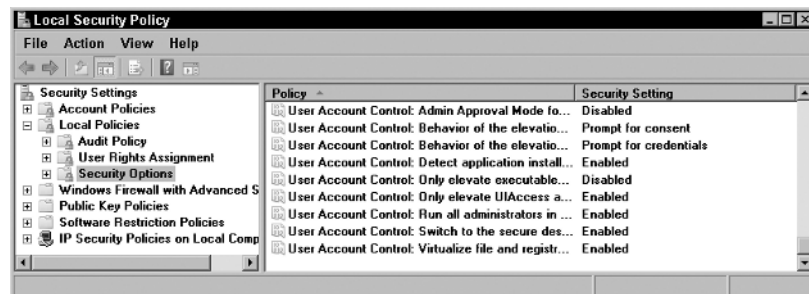 Local Security Policy
File Action View Help
Security Settings
Account Policies
Local Policies
Audit Policy
User Rights Assignment
Security Options
Windows Firewall with Advanced S
Public Key Policies
Software Restriction Policies
IP Security Policies on Local Comp
Policy Security Setting
User Account Control: Admin Approval Mode fo... Disabled
User Account Control: Behavior of the elevatio... Prompt for consent
User Account Control: Behavior of the elevatio... Prompt for credentials
User Account Control: Detect application install... Enabled
User Account Control: Only elevate executable... Disabled
User Account Control: Only elevate UIAccess a... Enabled
User Account Control: Run all administrators in ... Enabled
User Account Control: Switch to the secure des... Enabled
User Account Control: Virtualize file and registr... Enabled